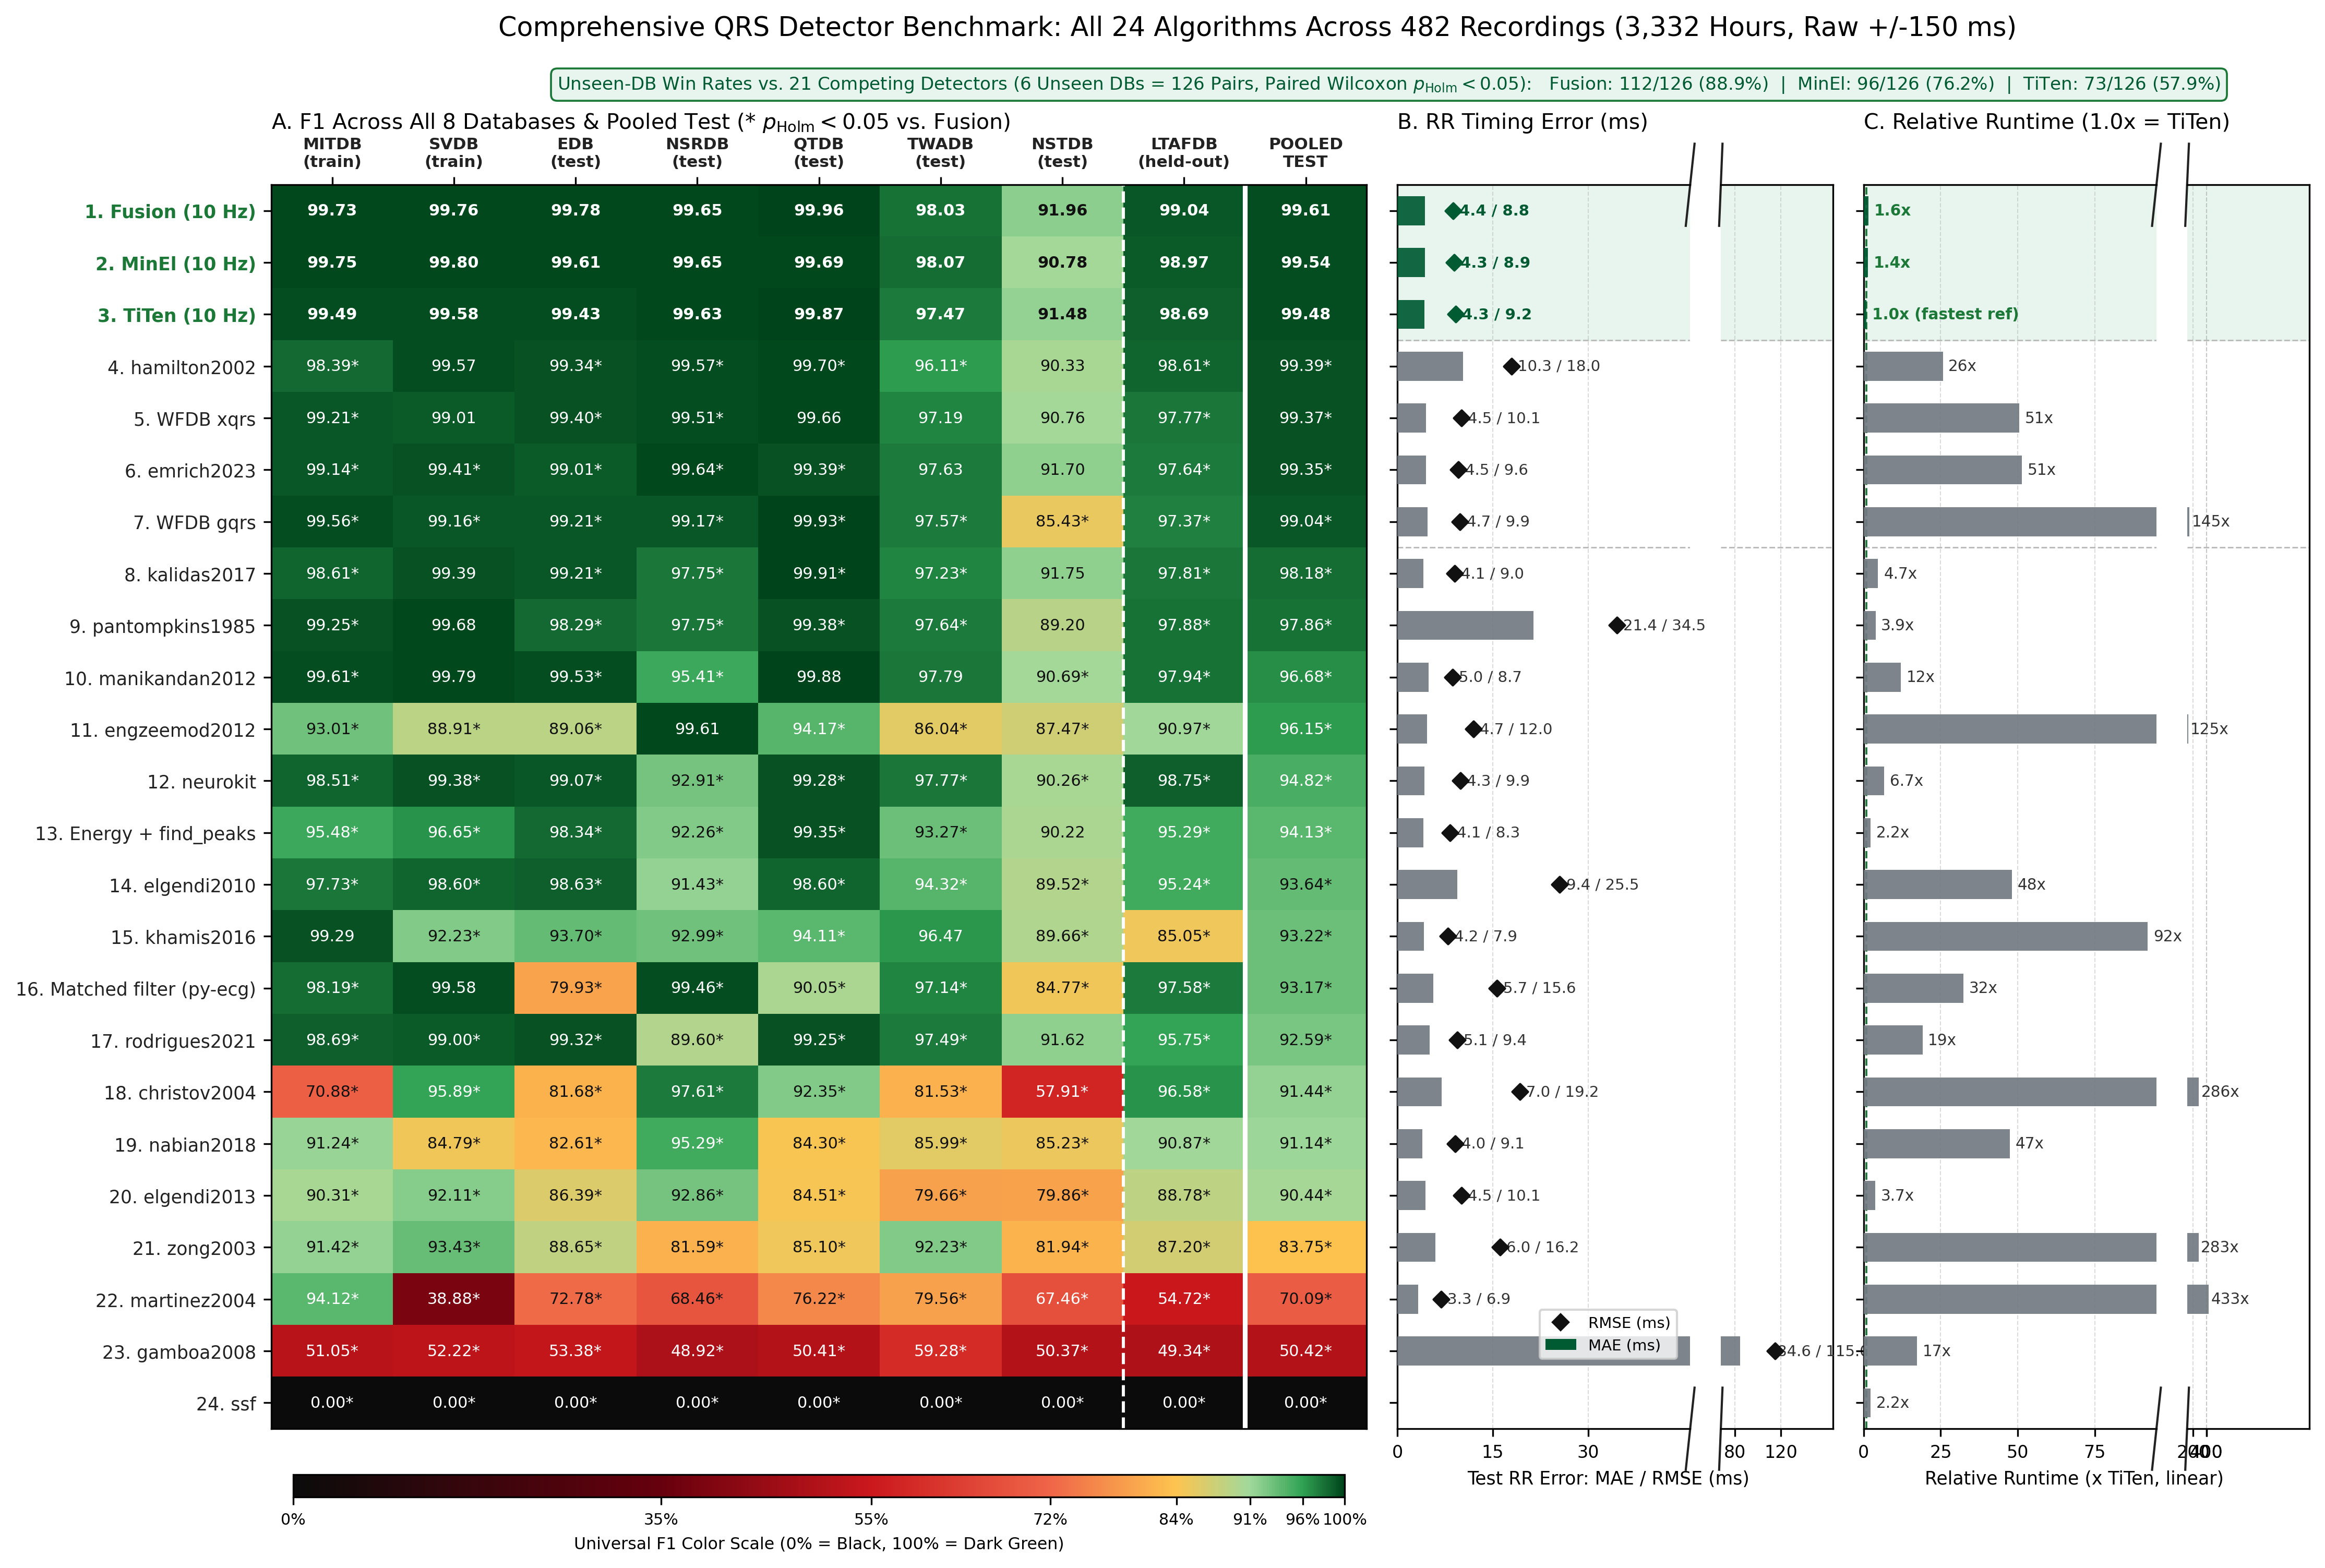 Comprehensive QRS Detector Benchmark: All 24 Algorithms Across 482 Recordings (3,332 Hours, Raw +/-150 ms)
Unseen-DB Win Rates vs. 21 Competing Detectors (6 Unseen DBs = 126 Pairs, Paired Wilcoxon pHolm < 0.05): Fusion: 112/126 (88.9%) | MinEl: 96/126 (76.2%) | TiTen: 73/126 (57.9%)
A. F1 Across All 8 Databases & Pooled Test (* pHolm < 0.05 vs. Fusion)
B. RR Timing Error (ms)
C. Relative Runtime (1.0x = TiTen)
MITDB SVDB EDB NSRDB QTDB TWADB NSTDB LTAFDB POOLED
(train) (train) (test) (test) (test) (test) (test) (held-out) TEST
1. Fusion (10 Hz) 99.73 99.76 99.78 99.65 99.96 98.03 91.96 99.04 99.61 4.4 / 8.8 1.6x
2. MinEl (10 Hz) 99.75 99.80 99.61 99.65 99.69 98.07 90.78 98.97 99.54 4.3 / 8.9 1.4x
3. TiTen (10 Hz) 99.49 99.58 99.43 99.63 99.87 97.47 91.48 98.69 99.48 4.3 / 9.2 1.0x (fastest ref)
4. hamilton2002 98.39* 99.57 99.34* 99.57* 99.70* 96.11* 90.33 98.61* 99.39* 10.3 / 18.0 26x
5. WFDB xqrs 99.21* 99.01 99.40* 99.51* 99.66 97.19 90.76 97.77* 99.37* 4.5 / 10.1 51x
6. emrich2023 99.14* 99.41* 99.01* 99.64* 99.39* 97.63 91.70 97.64* 99.35* 4.5 / 9.6 51x
7. WFDB gqrs 99.56* 99.16* 99.21* 99.17* 99.93* 97.57* 85.43* 97.37* 99.04* 4.7 / 9.9 145x
8. kalidas2017 98.61* 99.39 99.21* 97.75* 99.91* 97.23* 91.75 97.81* 98.18* 4.1 / 9.0 4.7x
9. pantompkins1985 99.25* 99.68 98.29* 97.75* 99.38* 97.64* 89.20 97.88* 97.86* 21.4 / 34.5 3.9x
10. manikandan2012 99.61* 99.79 99.53* 95.41* 99.88 97.79 90.69* 97.94* 96.68* 5.0 / 8.7 12x
11. engzeemod2012 93.01* 88.91* 89.06* 99.61 94.17* 86.04* 87.47* 90.97* 96.15* 4.7 / 12.0 125x
12. neurokit 98.51* 99.38* 99.07* 92.91* 99.28* 97.77* 90.26* 98.75* 94.82* 4.3 / 9.9 6.7x
13. Energy + find_peaks 95.48* 96.65* 98.34* 92.26* 99.35* 93.27* 90.22 95.29* 94.13* 4.1 / 8.3 2.2x
14. elgendi2010 97.73* 98.60* 98.63* 91.43* 98.60* 94.32* 89.52* 95.24* 93.64* 9.4 / 25.5 48x
15. khamis2016 99.29 92.23* 93.70* 92.99* 94.11* 96.47 89.66* 85.05* 93.22* 4.2 / 7.9 92x
16. Matched filter (py-ecg) 98.19* 99.58 79.93* 99.46* 90.05* 97.14* 84.77* 97.58* 93.17* 5.7 / 15.6 32x
17. rodrigues2021 98.69* 99.00* 99.32* 89.60* 99.25* 97.49* 91.62 95.75* 92.59* 5.1 / 9.4 19x
18. christov2004 70.88* 95.89* 81.68* 97.61* 92.35* 81.53* 57.91* 96.58* 91.44* 7.0 / 19.2 286x
19. nabian2018 91.24* 84.79* 82.61* 95.29* 84.30* 85.99* 85.23* 90.87* 91.14* 4.0 / 9.1 47x
20. elgendi2013 90.31* 92.11* 86.39* 92.86* 84.51* 79.66* 79.86* 88.78* 90.44* 4.5 / 10.1 3.7x
21. zong2003 91.42* 93.43* 88.65* 81.59* 85.10* 92.23* 81.94* 87.20* 83.75* 6.0 / 16.2 283x
22. martinez2004 94.12* 38.88* 72.78* 68.46* 76.22* 79.56* 67.46* 54.72* 70.09* 3.3 / 6.9 433x
RMSE (ms)
MAE (ms)
23. gamboa2008 51.05* 52.22* 53.38* 48.92* 50.41* 59.28* 50.37* 49.34* 50.42* 17x
24. ssf 0.00* 0.00* 0.00* 0.00* 0.00* 0.00* 0.00* 0.00* 0.00* 2.2x
0 15 30 80 120
0 25 50 75 200 400
Test RR Error: MAE / RMSE (ms)
Relative Runtime (x TiTen, linear)
0% 35% 55% 72% 84% 91% 96% 100%
Universal F1 Color Scale (0% = Black, 100% = Dark Green)